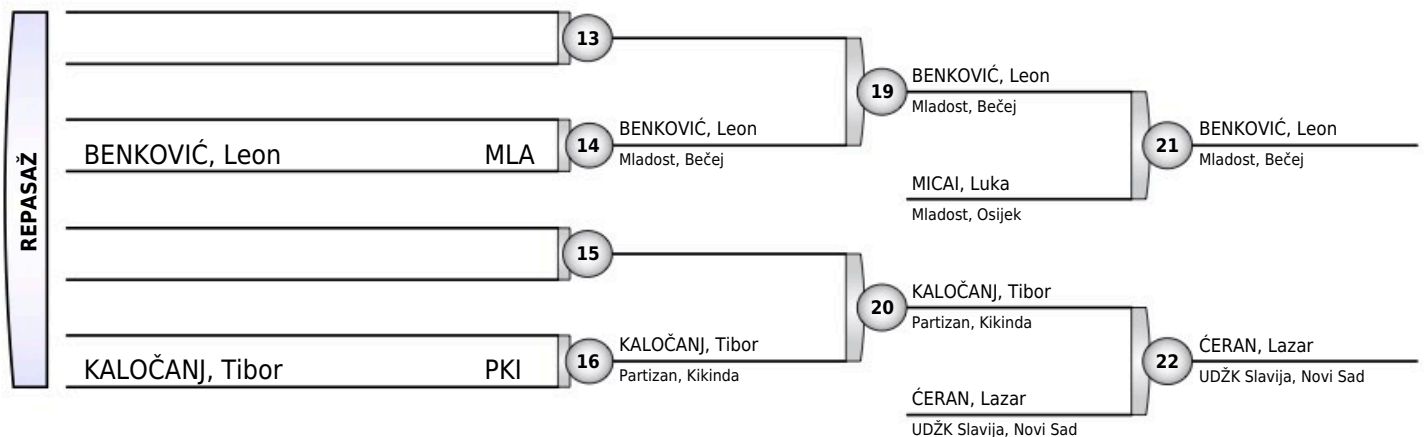 REPASAŽ
13
BENKOVIĆ, Leon MLA
14
BENKOVIĆ, Leon
Mladost, Bečej
19
BENKOVIĆ, Leon
Mladost, Bečej
MICAI, Luka
Mladost, Osijek
21
BENKOVIĆ, Leon
Mladost, Bečej
15
KALOČANJ, Tibor PKI
16
KALOČANJ, Tibor
Partizan, Kikinda
20
KALOČANJ, Tibor
Partizan, Kikinda
ĆERAN, Lazar
UDŽK Slavija, Novi Sad
22
ĆERAN, Lazar
UDŽK Slavija, Novi Sad